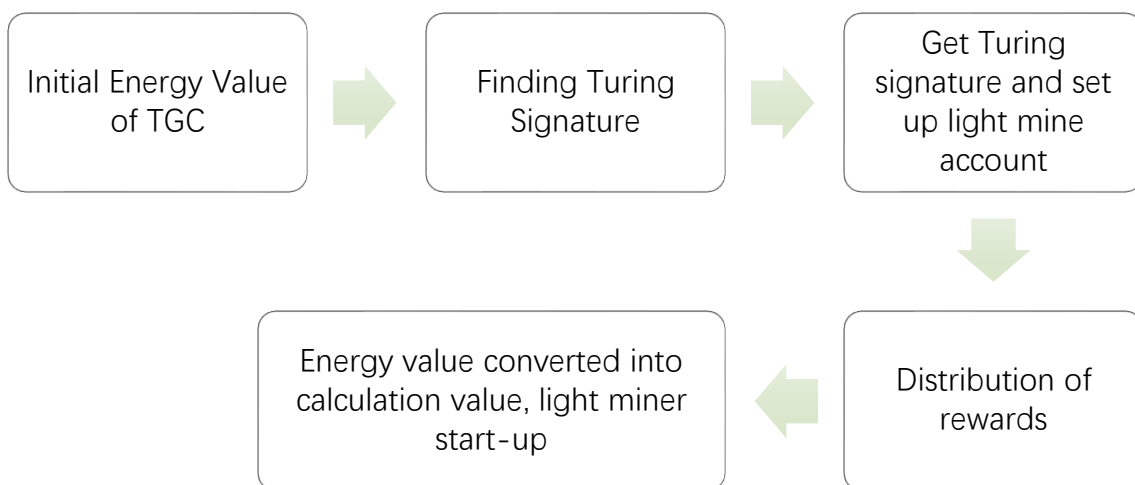 Initial Energy Value
of TGC
Finding Turing
Signature
Get Turing
signature and set
up light mine
account
Distribution of
rewards
Energy value converted into
calculation value, light miner
start-up